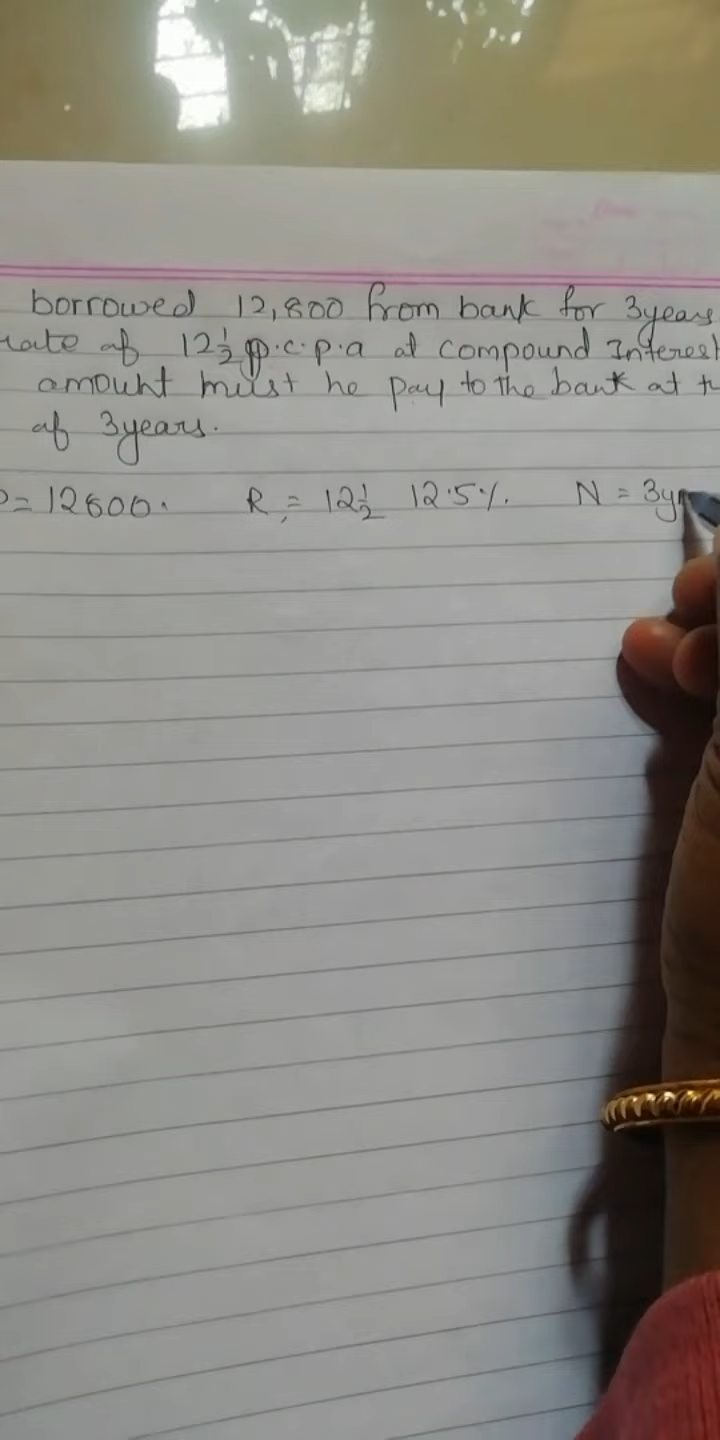 borrowed 12,800 from bank for 3years
rate of 12½ p.c.p.a at compound Interest
amount must he pay to the bank at
of 3years.
P = 12800. R = 12½ 12.5%. N = 3y